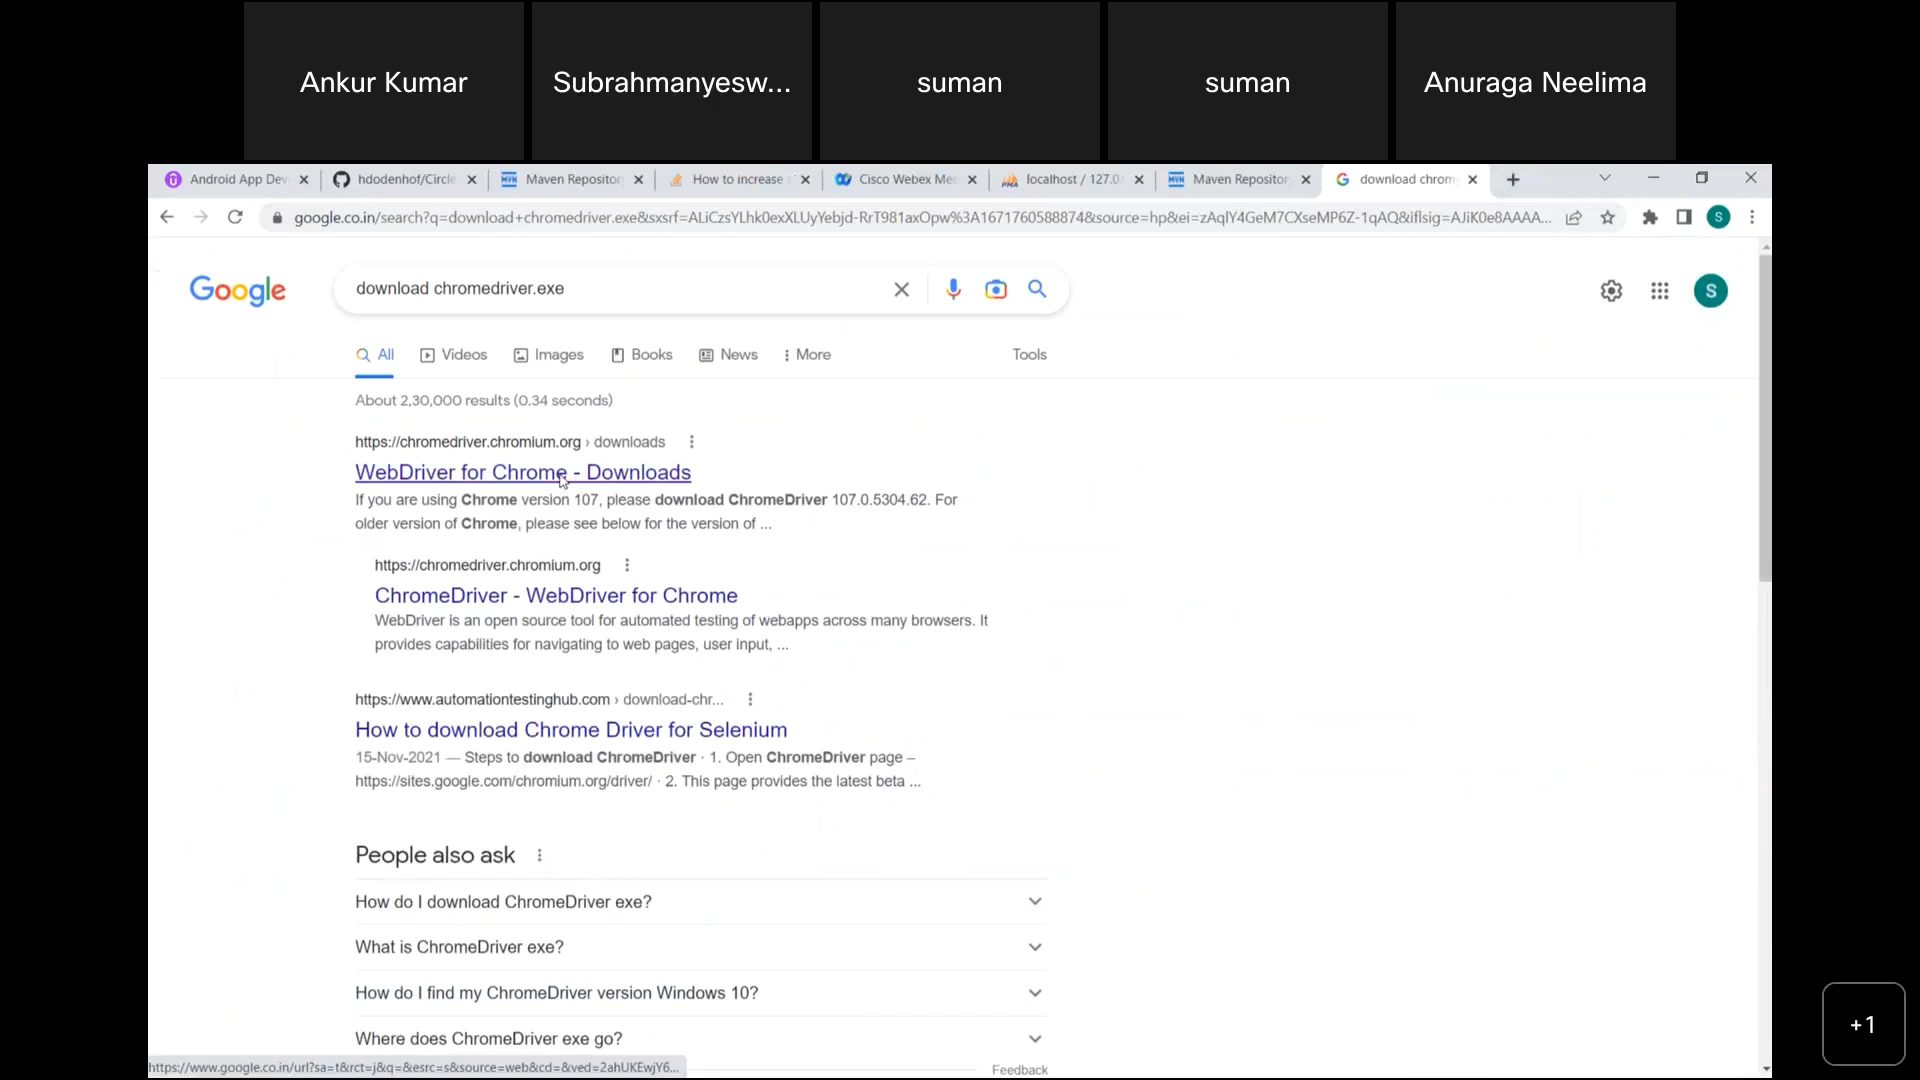 Ankur Kumar
Subrahmanyesw...
suman
suman
Anuraga Neelima
Android App Dev
hdodenhof/Circle
Maven Repositor
How to increase s
Cisco Webex Mee
localhost / 127.0.
Maven Repositor
download chrom
google.co.in/search?q=download+chromedriver.exe&sxsrf=ALiCzsYLhk0exXLUyYebjd-RrT981axOpw%3A1671760588874&source=hp&ei=zAqlY4GeM7CXseMP6Z-1qAQ&iflsig=AJiK0e8AAAA...
S
Google
download chromedriver.exe
S
All
Videos
Images
Books
News
More
Tools
About 2,30,000 results (0.34 seconds)
https://chromedriver.chromium.org › downloads
WebDriver for Chrome - Downloads
If you are using Chrome version 107, please download ChromeDriver 107.0.5304.62. For
older version of Chrome, please see below for the version of ...
https://chromedriver.chromium.org
ChromeDriver - WebDriver for Chrome
WebDriver is an open source tool for automated testing of webapps across many browsers. It
provides capabilities for navigating to web pages, user input, ...
https://www.automationtestinghub.com › download-chr...
How to download Chrome Driver for Selenium
15-Nov-2021 — Steps to download ChromeDriver · 1. Open ChromeDriver page –
https://sites.google.com/chromium.org/driver/ · 2. This page provides the latest beta ...
People also ask
How do I download ChromeDriver exe?
What is ChromeDriver exe?
How do I find my ChromeDriver version Windows 10?
Where does ChromeDriver exe go?
Feedback
https://www.google.co.in/url?sa=t&rct=j&q=&esrc=s&source=web&cd=&ved=2ahUKEwjY6...
+1